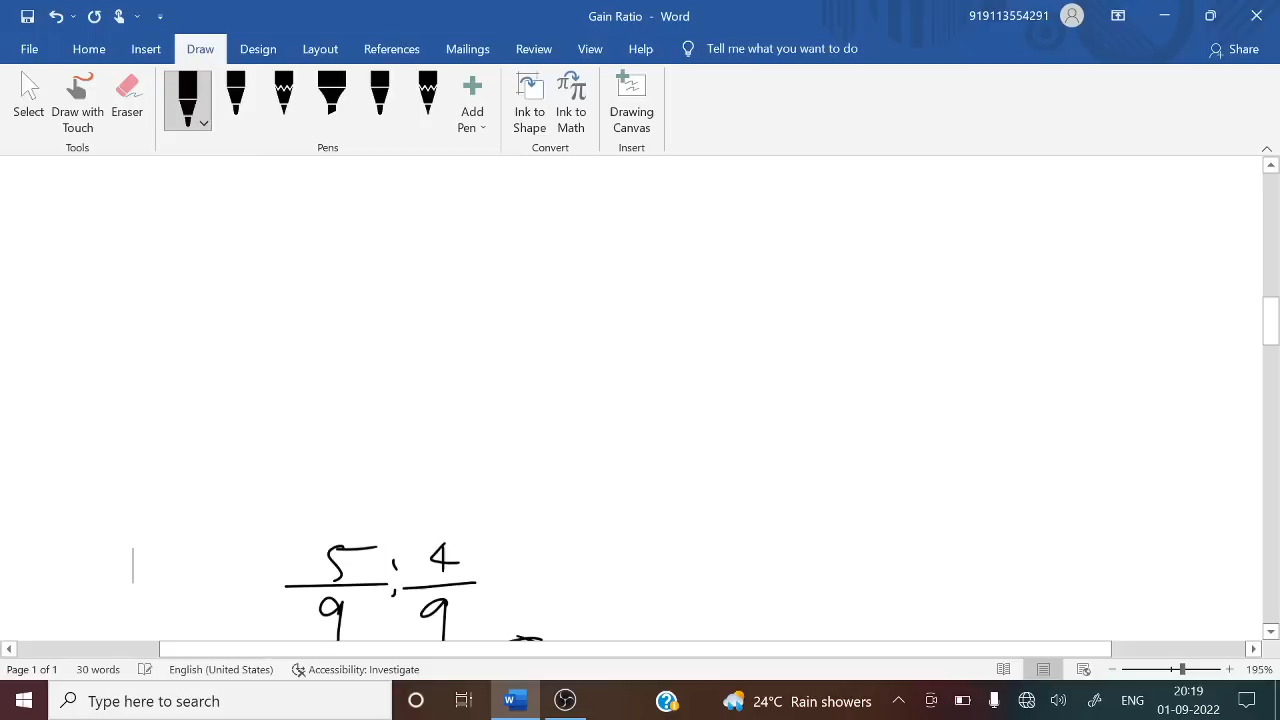 Gain Ratio - Word
919113554291
File Home Insert Draw Design Layout References Mailings Review View Help Tell me what you want to do Share
Select
Draw with Touch
Eraser
Add Pen
Ink to Shape
Ink to Math
Drawing Canvas
Tools Pens Convert Insert
5 : 4
9 9
Page 1 of 1 30 words English (United States) Accessibility: Investigate 195%
Type here to search
24°C Rain showers
ENG
20:19
01-09-2022